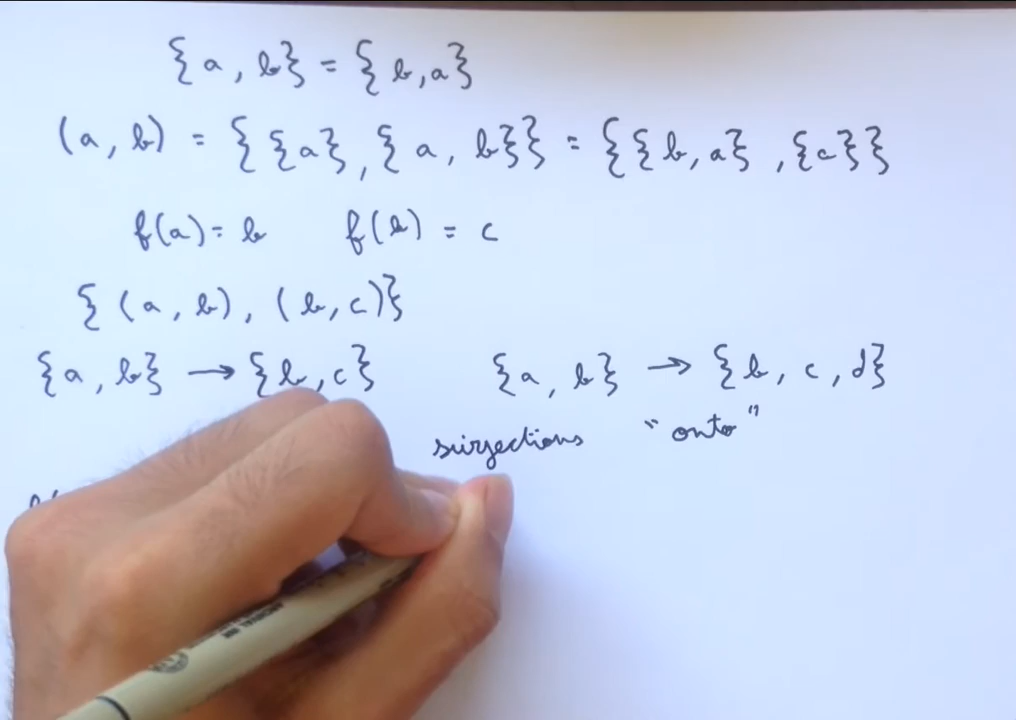 {a, b} = {b, a}
(a, b) = {{a}, {a, b}} = {{b, a}, {a}}
f(a) = b f(b) = c
{(a, b), (b, c)}
{a, b} → {b, c} {a, b} → {b, c, d}
surjections "onto"